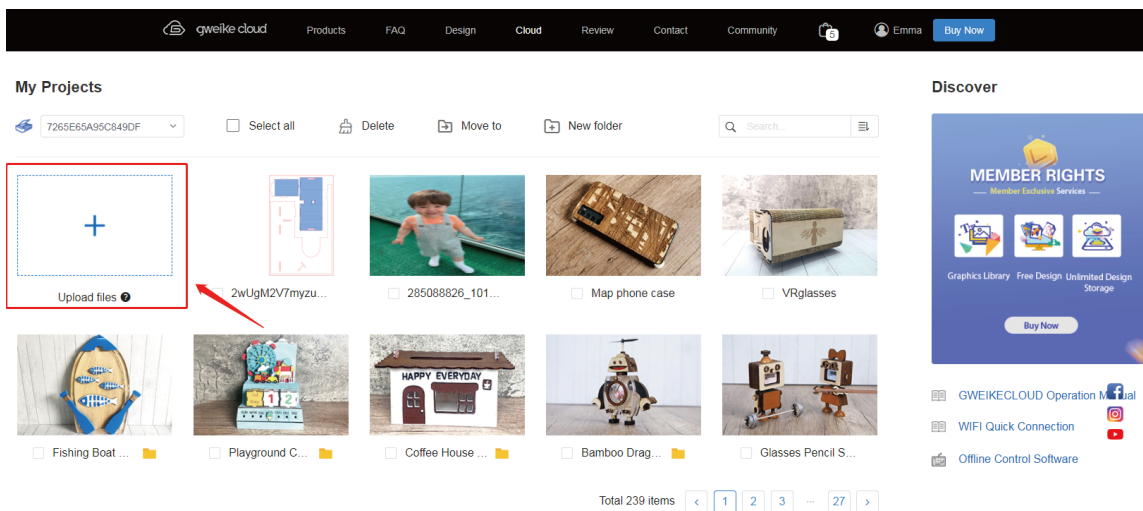 gweike cloud Products FAQ Design Cloud Review Contact Community 5 Emma Buy Now
My Projects
7265E65A95C849DF Select all Delete Move to New folder Search...
Upload files ?
2wUgM2V7myzu...
285088826_101...
Map phone case
VRglasses
HAPPY EVERYDAY
Fishing Boat ...
Playground C...
Coffee House ...
Bamboo Drag...
Glasses Pencil S...
Total 239 items < 1 2 3 ... 27 >
Discover
MEMBER RIGHTS
Member Exclusive Services
Graphics Library Free Design Unlimited Design
Storage
Buy Now
GWEIKECLOUD Operation
WIFI Quick Connection
Offline Control Software